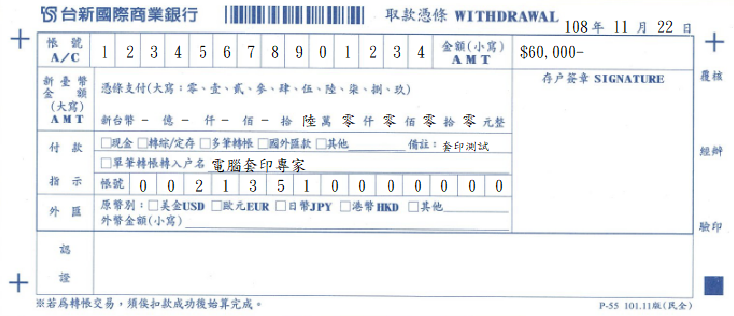 台新國際商業銀行 取款憑條 WITHDRAWAL
108 年 11 月 22 日
帳號 A/C 1 2 3 4 5 6 7 8 9 0 1 2 3 4 金額(小寫) AMT $60,000-
新臺幣金額(大寫) AMT 憑條支付(大寫：零、壹、貳、參、肆、伍、陸、柒、捌、玖) 存戶簽章 SIGNATURE 覆核
新台幣 - 億 - 仟 - 佰 - 拾 陸 萬 零 仟 零 佰 零 拾 零 元整
付款指示 □現金 □轉綜/定存 □多筆轉帳 □國外匯款 □其他 備註：套印測試 經辦
□單筆轉帳轉入戶名 電腦套印專家
帳號 0 0 2 1 3 5 1 0 0 0 0 0 0 0
外匯 原幣別：□美金USD □歐元EUR □日幣JPY □港幣HKD □其他 驗印
外幣金額(小寫)
認證
※若為轉帳交易，須俟扣款成功後始算完成。 P-55 101.11版(民全)